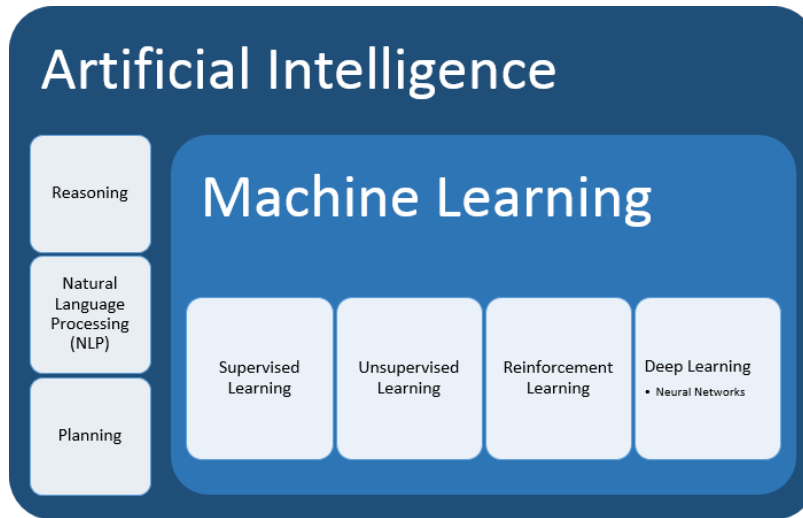 Artificial Intelligence
Reasoning
Natural
Language
Processing
(NLP)
Planning
Machine Learning
Supervised
Learning
Unsupervised
Learning
Reinforcement
Learning
Deep Learning
• Neural Networks